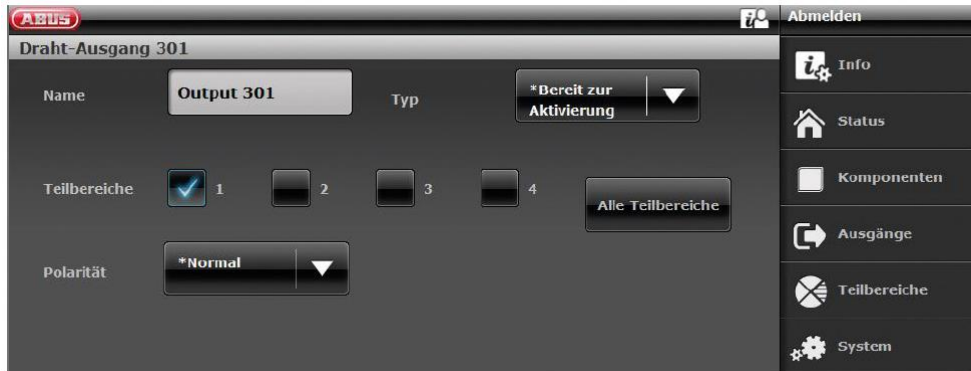 ABUS
Abmelden
Draht-Ausgang 301
Name
Output 301
Typ
*Bereit zur
Aktivierung
Teilbereiche
1
2
3
4
Alle Teilbereiche
Polarität
*Normal
Info
Status
Komponenten
Ausgänge
Teilbereiche
System